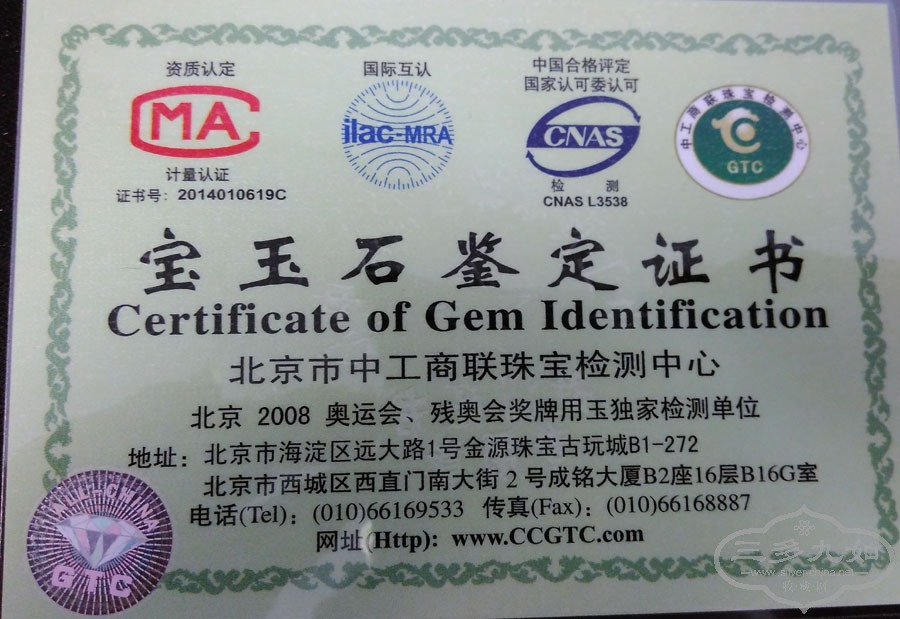 资质认定
MA
计量认证
证书号：2014010619C
国际互认
ilac-MRA
中国合格评定
国家认可委认可
CNAS
检 测
CNAS L3538
中工商联珠宝检测中心
GTC
宝玉石鉴定证书
Certificate of Gem Identification
北京市中工商联珠宝检测中心
北京 2008 奥运会、残奥会奖牌用玉独家检测单位
地址：北京市海淀区远大路1号金源珠宝古玩城B1-272
北京市西城区西直门南大街 2 号成铭大厦B2座16层B16G室
电话(Tel)：(010)66169533 传真(Fax)：(010)66168887
网址(Http)：www.CCGTC.com
ALL-CHINA
GTC
三多九如